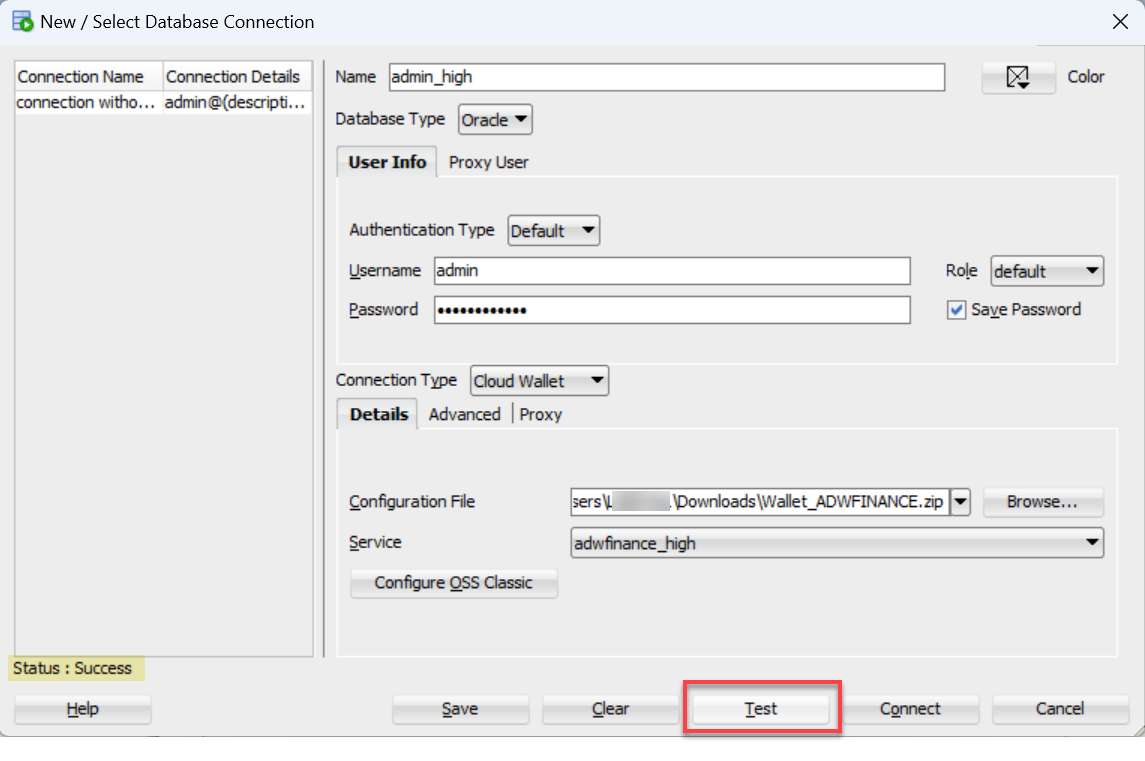 New / Select Database Connection
Connection Name Connection Details
connection witho... admin@(descripti...
Name admin_high Color
Database Type Oracle
User Info Proxy User
Authentication Type Default
Username admin Role default
Password •••••••••••• Save Password
Connection Type Cloud Wallet
Details Advanced Proxy
Configuration File sers\ \Downloads\Wallet_ADWFINANCE.zip Browse...
Service adwfinance_high
Configure OSS Classic
Status : Success
Help Save Clear Test Connect Cancel